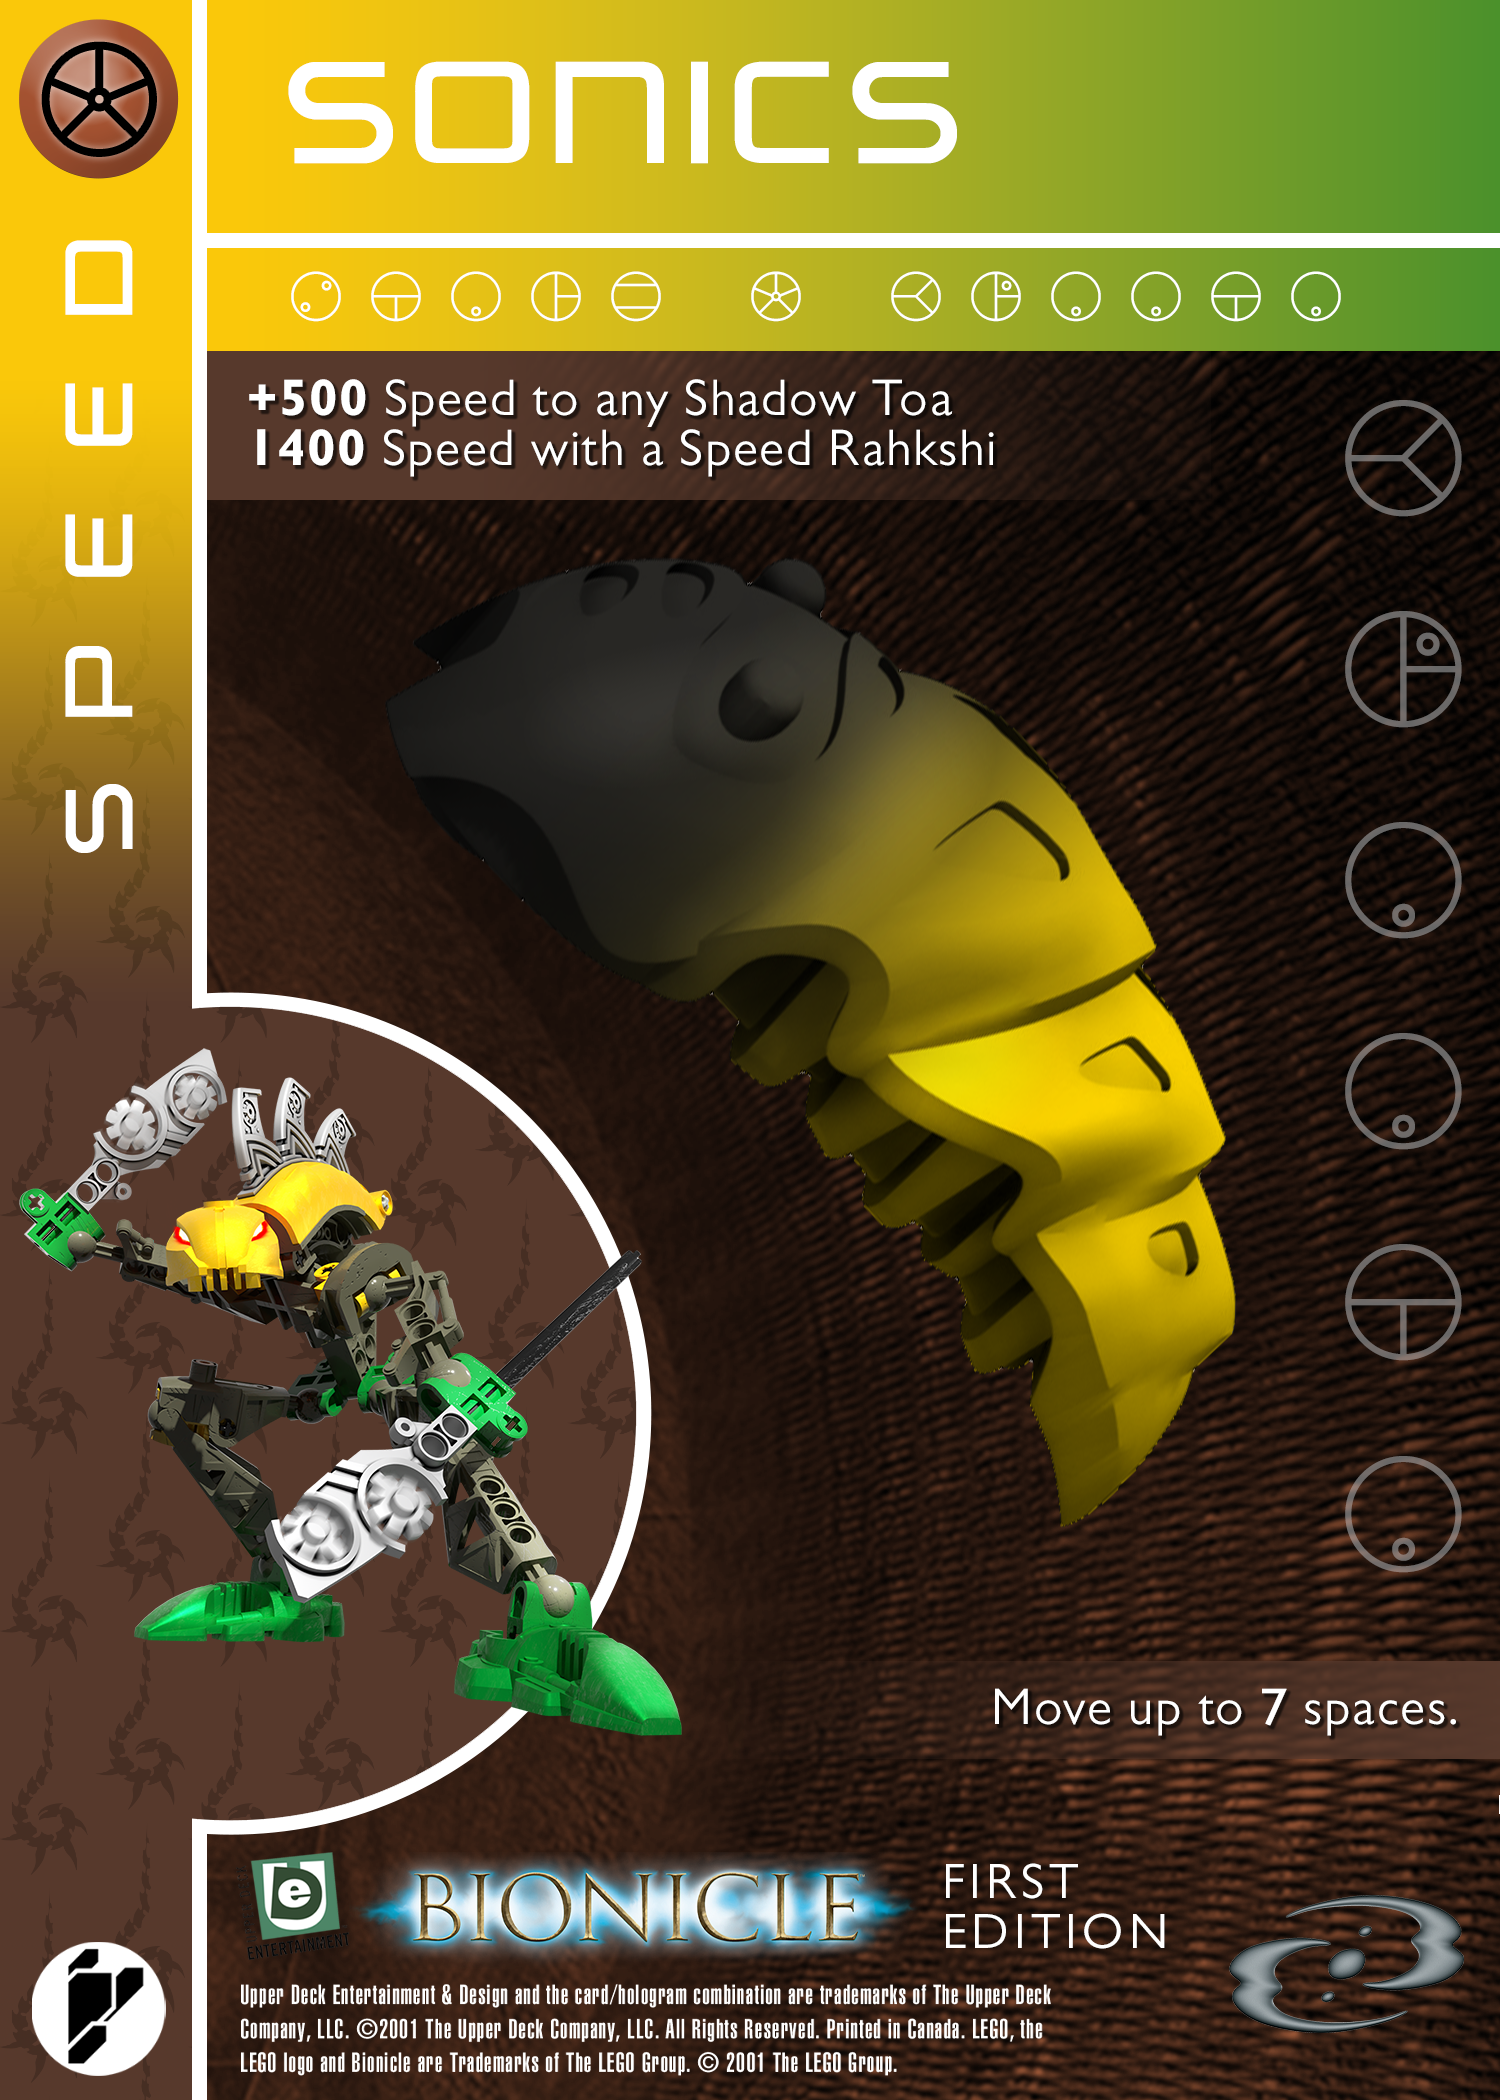 SONICS
SPEED
+500 Speed to any Shadow Toa
1400 Speed with a Speed Rahkshi
Move up to 7 spaces.
e
ENTERTAINMENT
BIONICLE
FIRST
EDITION
Upper Deck Entertainment & Design and the card/hologram combination are trademarks of The Upper Deck
Company, LLC. ©2001 The Upper Deck Company, LLC. All Rights Reserved. Printed in Canada. LEGO, the
LEGO logo and Bionicle are Trademarks of The LEGO Group. © 2001 The LEGO Group.